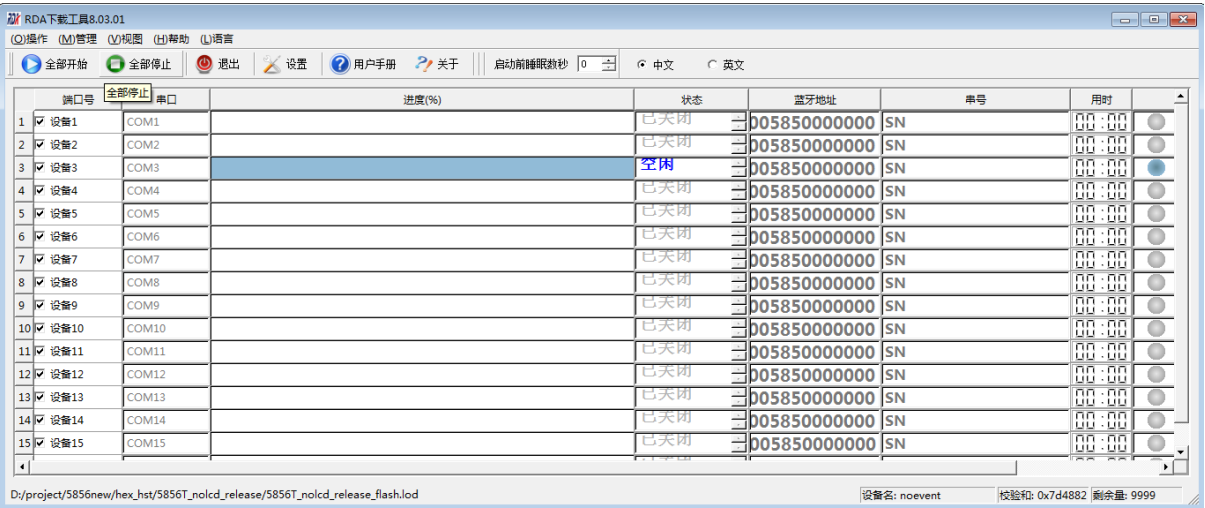 RDA下载工具8.03.01
(O)操作 (M)管理 (V)视图 (H)帮助 (L)语言
全部开始 全部停止 退出 设置 用户手册 关于 启动前睡眠数秒 0 中文 英文
端口号 串口 进度(%) 状态 蓝牙地址 串号 用时
全部停止
1 设备1 COM1 已关闭 005850000000 SN 00:00
2 设备2 COM2 已关闭 005850000000 SN 00:00
3 设备3 COM3 空闲 005850000000 SN 00:00
4 设备4 COM4 已关闭 005850000000 SN 00:00
5 设备5 COM5 已关闭 005850000000 SN 00:00
6 设备6 COM6 已关闭 005850000000 SN 00:00
7 设备7 COM7 已关闭 005850000000 SN 00:00
8 设备8 COM8 已关闭 005850000000 SN 00:00
9 设备9 COM9 已关闭 005850000000 SN 00:00
10 设备10 COM10 已关闭 005850000000 SN 00:00
11 设备11 COM11 已关闭 005850000000 SN 00:00
12 设备12 COM12 已关闭 005850000000 SN 00:00
13 设备13 COM13 已关闭 005850000000 SN 00:00
14 设备14 COM14 已关闭 005850000000 SN 00:00
15 设备15 COM15 已关闭 005850000000 SN 00:00
D:/project/5856new/hex_hst/5856T_nolcd_release/5856T_nolcd_release_flash.lod 设备名: noevent 校验和: 0x7d4882 剩余量: 9999